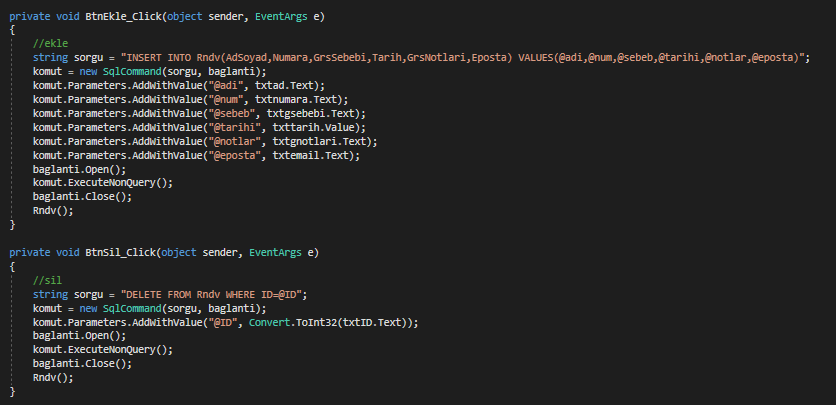 private void BtnEkle_Click(object sender, EventArgs e)
{
//ekle
string sorgu = "INSERT INTO Rndv(AdSoyad,Numara,GrsSebebi,Tarih,GrsNotlari,Eposta) VALUES(@adi,@num,@sebeb,@tarihi,@notlar,@eposta)";
komut = new SqlCommand(sorgu, baglanti);
komut.Parameters.AddWithValue("@adi", txtad.Text);
komut.Parameters.AddWithValue("@num", txtnumara.Text);
komut.Parameters.AddWithValue("@sebeb", txtgsebebi.Text);
komut.Parameters.AddWithValue("@tarihi", txttarih.Value);
komut.Parameters.AddWithValue("@notlar", txtgnotlari.Text);
komut.Parameters.AddWithValue("@eposta", txtemail.Text);
baglanti.Open();
komut.ExecuteNonQuery();
baglanti.Close();
Rndv();
}
private void BtnSil_Click(object sender, EventArgs e)
{
//sil
string sorgu = "DELETE FROM Rndv WHERE ID=@ID";
komut = new SqlCommand(sorgu, baglanti);
komut.Parameters.AddWithValue("@ID", Convert.ToInt32(txtID.Text));
baglanti.Open();
komut.ExecuteNonQuery();
baglanti.Close();
Rndv();
}